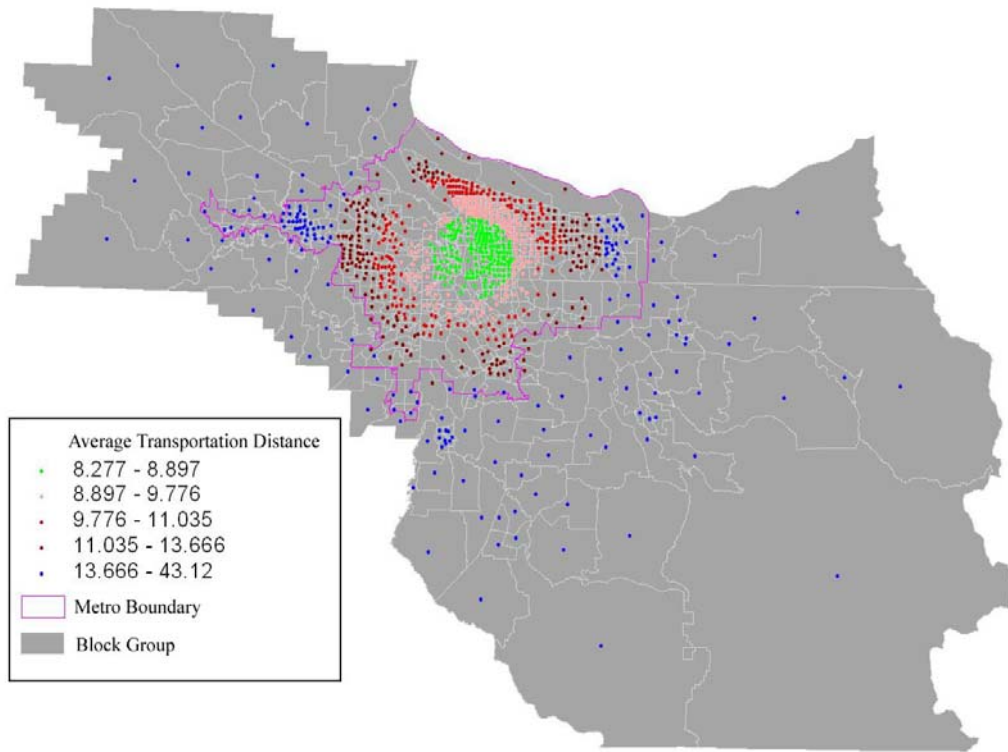 Average Transportation Distance
8.277 - 8.897
8.897 - 9.776
9.776 - 11.035
11.035 - 13.666
13.666 - 43.12
Metro Boundary
Block Group